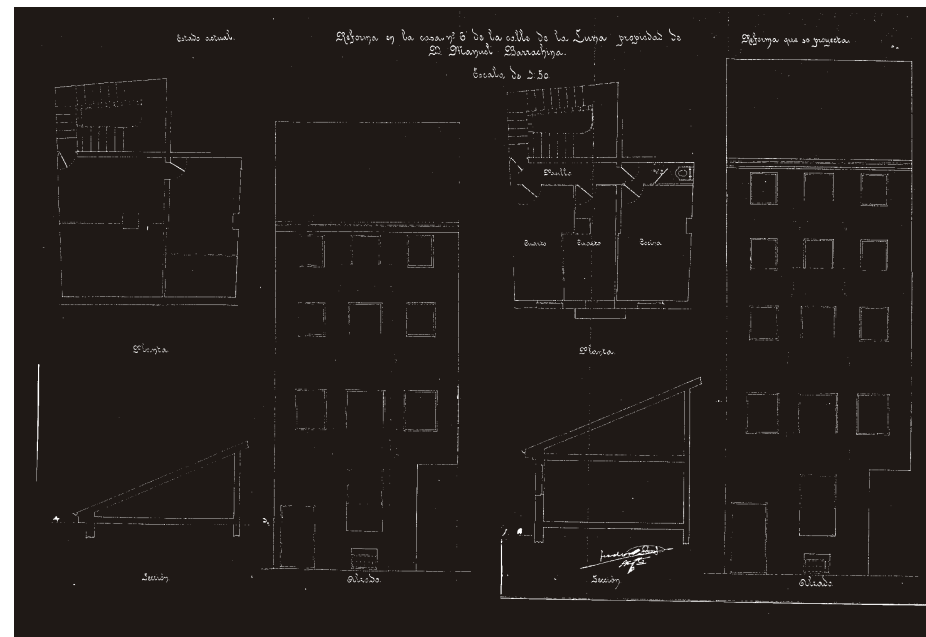 Estado actual.
Reforma en la casa nº 6 de la calle de la Luna propiedad de
D. Manuel Barrachina.
Escala de 1:50
Reforma que se proyecta.
Pasillo
Cuarto
Cuarto
Cocina
Planta
Planta.
Sección
Alzado.
Sección.
Alzado.